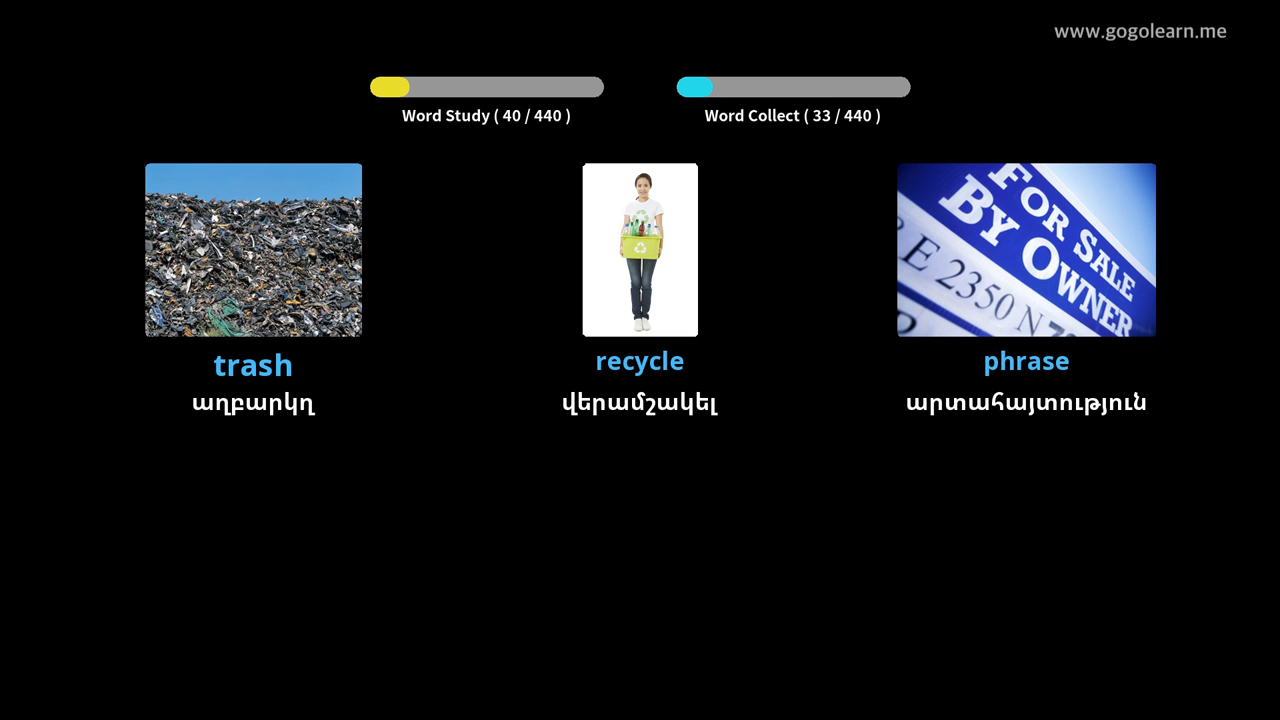 www.gogolearn.me
Word Study ( 40 / 440 )
Word Collect ( 33 / 440 )
FOR SALE
BY OWNER
E 2350 N
trash
recycle
phrase
աղբարկղ
վերամշակել
արտահայտություն